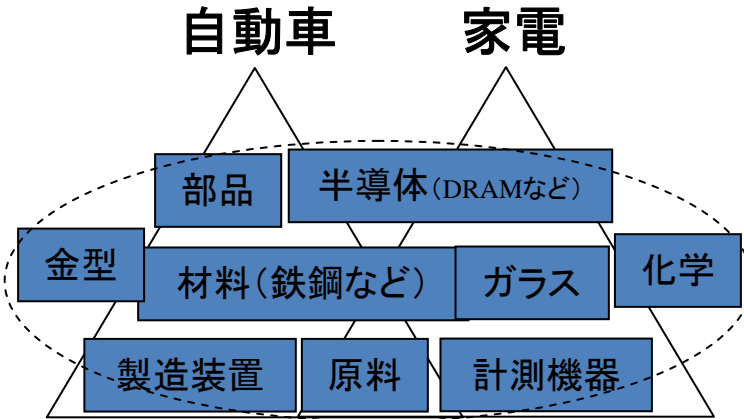 自動車 家電
部品 半導体（DRAMなど）
金型 材料（鉄鋼など） ガラス 化学
製造装置 原料 計測機器